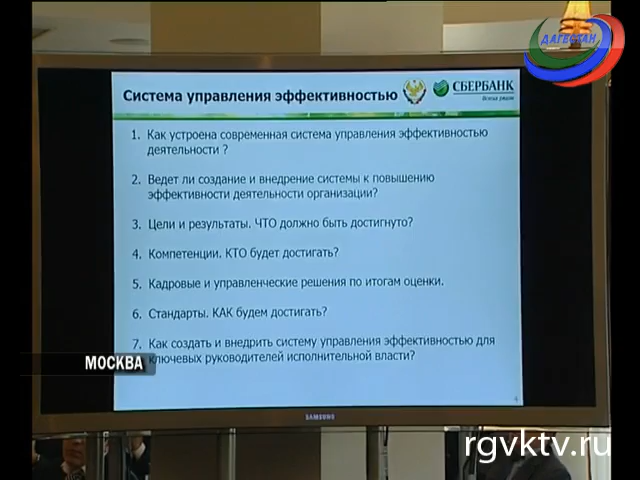 ДАГЕСТАН
Система управления эффективностью
СБЕРБАНК
Всегда рядом
1. Как устроена современная система управления эффективностью
деятельности ?
2. Ведет ли создание и внедрение системы к повышению
эффективности деятельности организации?
3. Цели и результаты. ЧТО должно быть достигнуто?
4. Компетенции. КТО будет достигать?
5. Кадровые и управленческие решения по итогам оценки.
6. Стандарты. КАК будем достигать?
7. Как создать и внедрить систему управления эффективностью для
ключевых руководителей исполнительной власти?
МОСКВА
4
SAMSUNG
rgvktv.ru